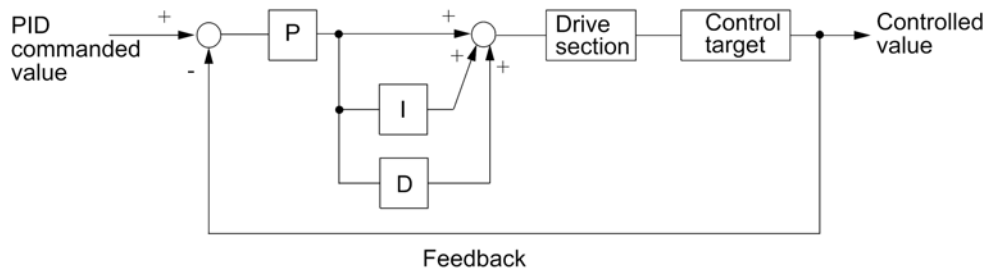 PID
commanded
value
+
-
P
I
D
+
+
+
Drive
section
Control
target
Controlled
value
Feedback